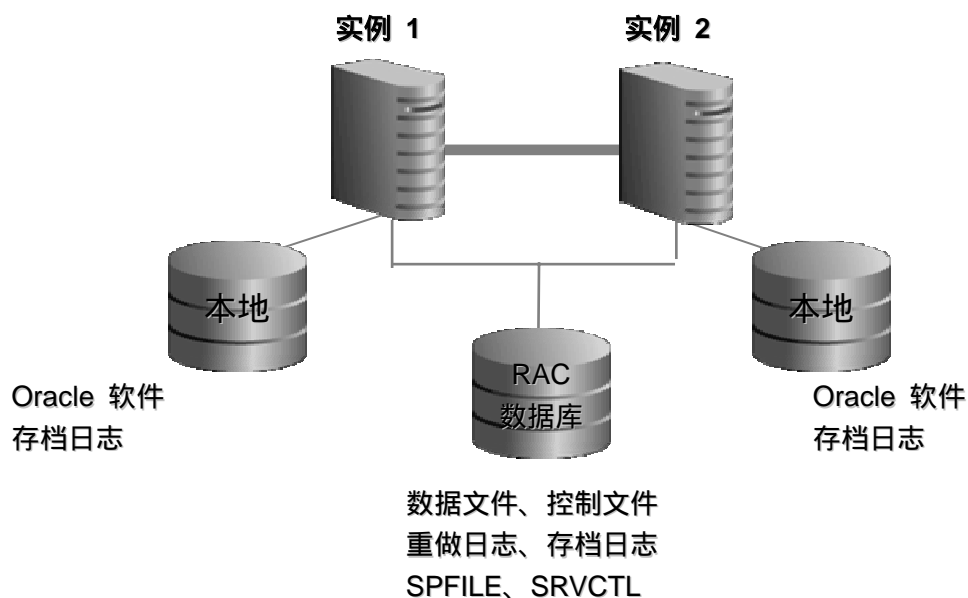 实例 1
实例 2
本地
本地
RAC
数据库
Oracle 软件
存档日志
Oracle 软件
存档日志
数据文件、控制文件
重做日志、存档日志
SPFILE、SRVCTL